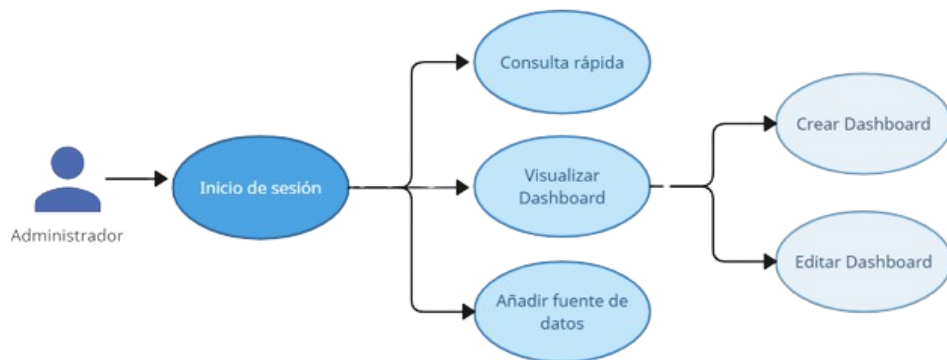 Administrador
Inicio de sesión
Consulta rápida
Visualizar
Dashboard
Añadir fuente de
datos
Crear Dashboard
Editar Dashboard